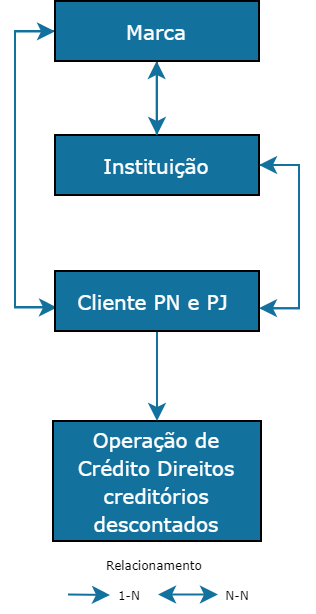 Marca
Instituição
Cliente PN e PJ
Operação de
Crédito Direitos
creditórios
descontados
Relacionamento
1-N
N-N